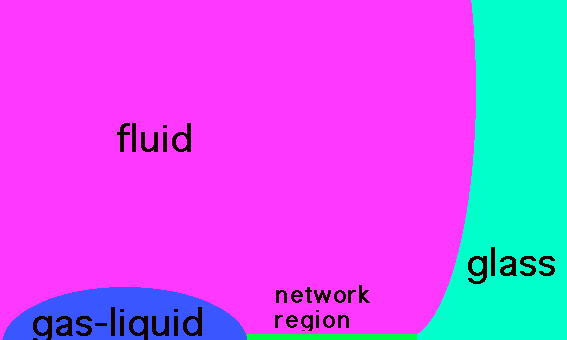 fluid
glass
network
region
gas-liquid